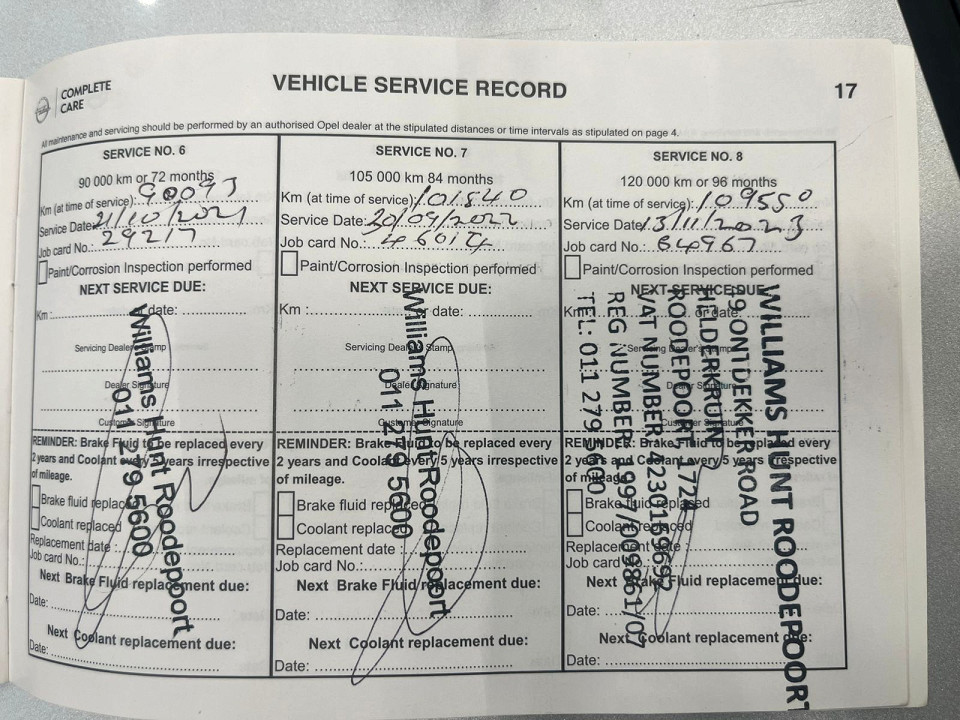 COMPLETE
CARE
VEHICLE SERVICE RECORD
17
All maintenance and servicing should be performed by an authorised Opel dealer at the stipulated distances or time intervals as stipulated on page 4.
SERVICE NO. 6
90 000 km or 72 months
Km (at time of service): 90093
Service Date: 21/10/2021
Job card No.: 29217
Paint/Corrosion Inspection performed
NEXT SERVICE DUE:
Km : or date:
Servicing Dealer's Stamp
Dealer Signature
Customer Signature
REMINDER: Brake Fluid to be replaced every
2 years and Coolant every 5 years irrespective
of mileage.
Brake fluid replaced
Coolant replaced
Replacement date :
Job card No.:
Next Brake Fluid replacement due:
Date:
Next Coolant replacement due:
Date:
Williams Hunt Roodepoort
011 279 5600
SERVICE NO. 7
105 000 km 84 months
Km (at time of service): 101840
Service Date: 20/09/2022
Job card No.: 46014
Paint/Corrosion Inspection performed
NEXT SERVICE DUE:
Km : or date:
Servicing Dealer's Stamp
Dealer Signature
Customer Signature
REMINDER: Brake Fluid to be replaced every
2 years and Coolant every 5 years irrespective
of mileage.
Brake fluid replaced
Coolant replaced
Replacement date :
Job card No.:
Next Brake Fluid replacement due:
Date:
Next Coolant replacement due:
Date:
Williams Hunt Roodepoort
011 279 5600
SERVICE NO. 8
120 000 km or 96 months
Km (at time of service): 109550
Service Date: 13/11/2023
Job card No.: 64967
Paint/Corrosion Inspection performed
NEXT SERVICE DUE:
Km : or date:
Servicing Dealer's Stamp
Dealer Signature
Customer Signature
REMINDER: Brake Fluid to be replaced every
2 years and Coolant every 5 years irrespective
of mileage.
Brake fluid replaced
Coolant replaced
Replacement date :
Job card
Next Brake Fluid replacement due:
Date:
Next Coolant replacement due:
Date:
WILLIAMS HUNT ROODEPOORT
ONTDEKKER ROAD
HELDERKRUIN
ROODEPOORT 1724
VAT NUMBER 4230159697
REG NUMBER 1997/009861/07
TEL: 011 279 5600